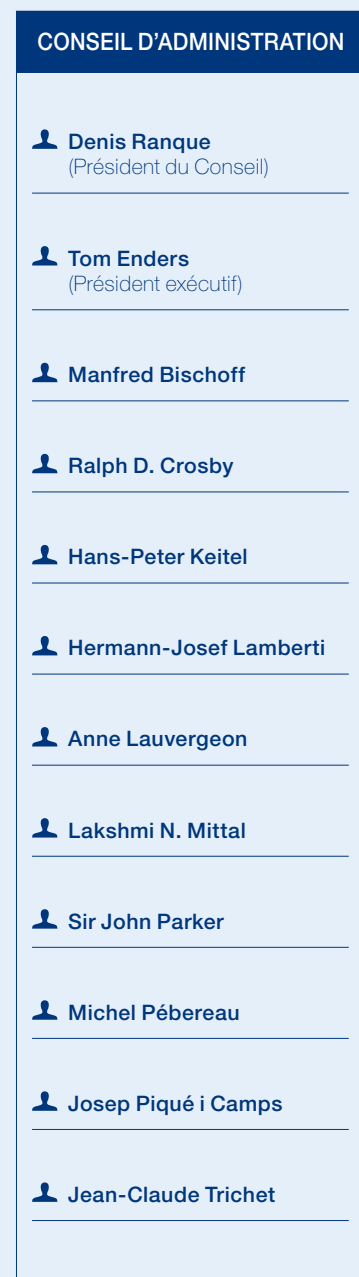 CONSEIL D’ADMINISTRATION
Denis Ranque
(Président du Conseil)
Tom Enders
(Président exécutif)
Manfred Bischoff
Ralph D. Crosby
Hans-Peter Keitel
Hermann-Josef Lamberti
Anne Lauvergeon
Lakshmi N. Mittal
Sir John Parker
Michel Pébereau
Josep Piqué i Camps
Jean-Claude Trichet